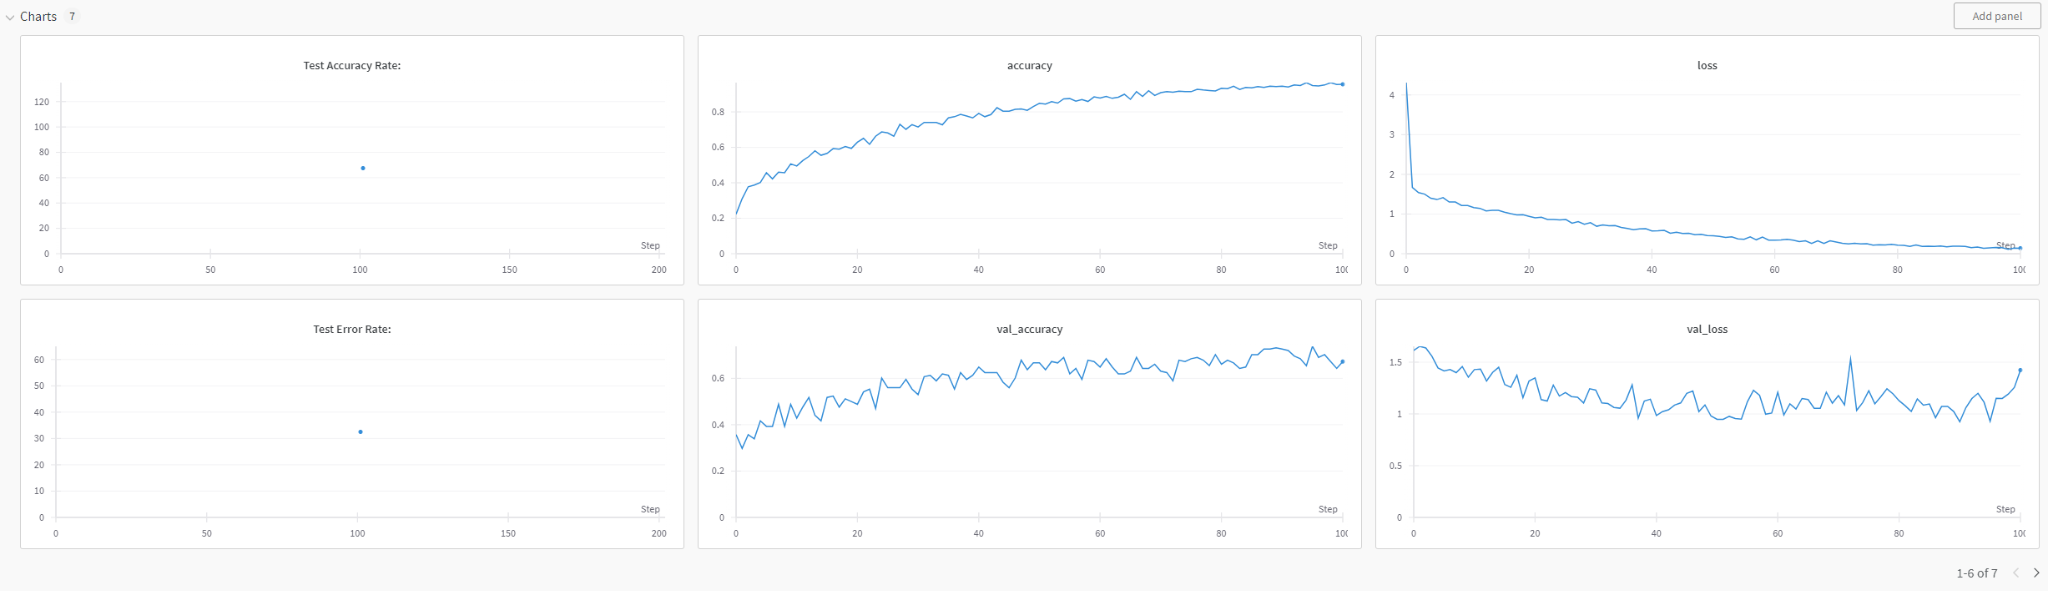 Charts 7
Add panel
Test Accuracy Rate:
120
100
80
60
40
20
0
Step
0 50 100 150 200
accuracy
0.8
0.6
0.4
0.2
0
Step
0 20 40 60 80 100
loss
4
3
2
1
0
Step
0 20 40 60 80 100
Test Error Rate:
60
50
40
30
20
10
0
Step
0 50 100 150 200
val_accuracy
0.6
0.4
0.2
0
Step
0 20 40 60 80 100
val_loss
1.5
1
0.5
0
Step
0 20 40 60 80 100
1-6 of 7